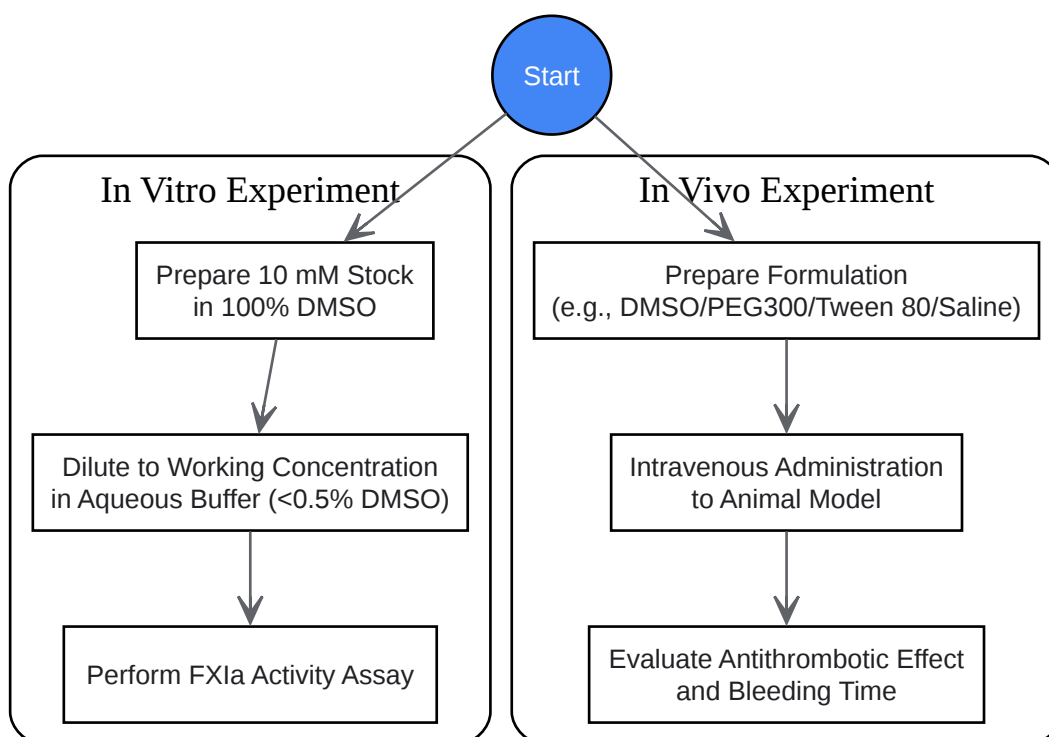 Start
In Vitro Experiment
Prepare 10 mM Stock
in 100% DMSO
Dilute to Working Concentration
in Aqueous Buffer (<0.5% DMSO)
Perform FXIa Activity Assay
In Vivo Experiment
Prepare Formulation
(e.g., DMSO/PEG300/Tween 80/Saline)
Intravenous Administration
to Animal Model
Evaluate Antithrombotic Effect
and Bleeding Time